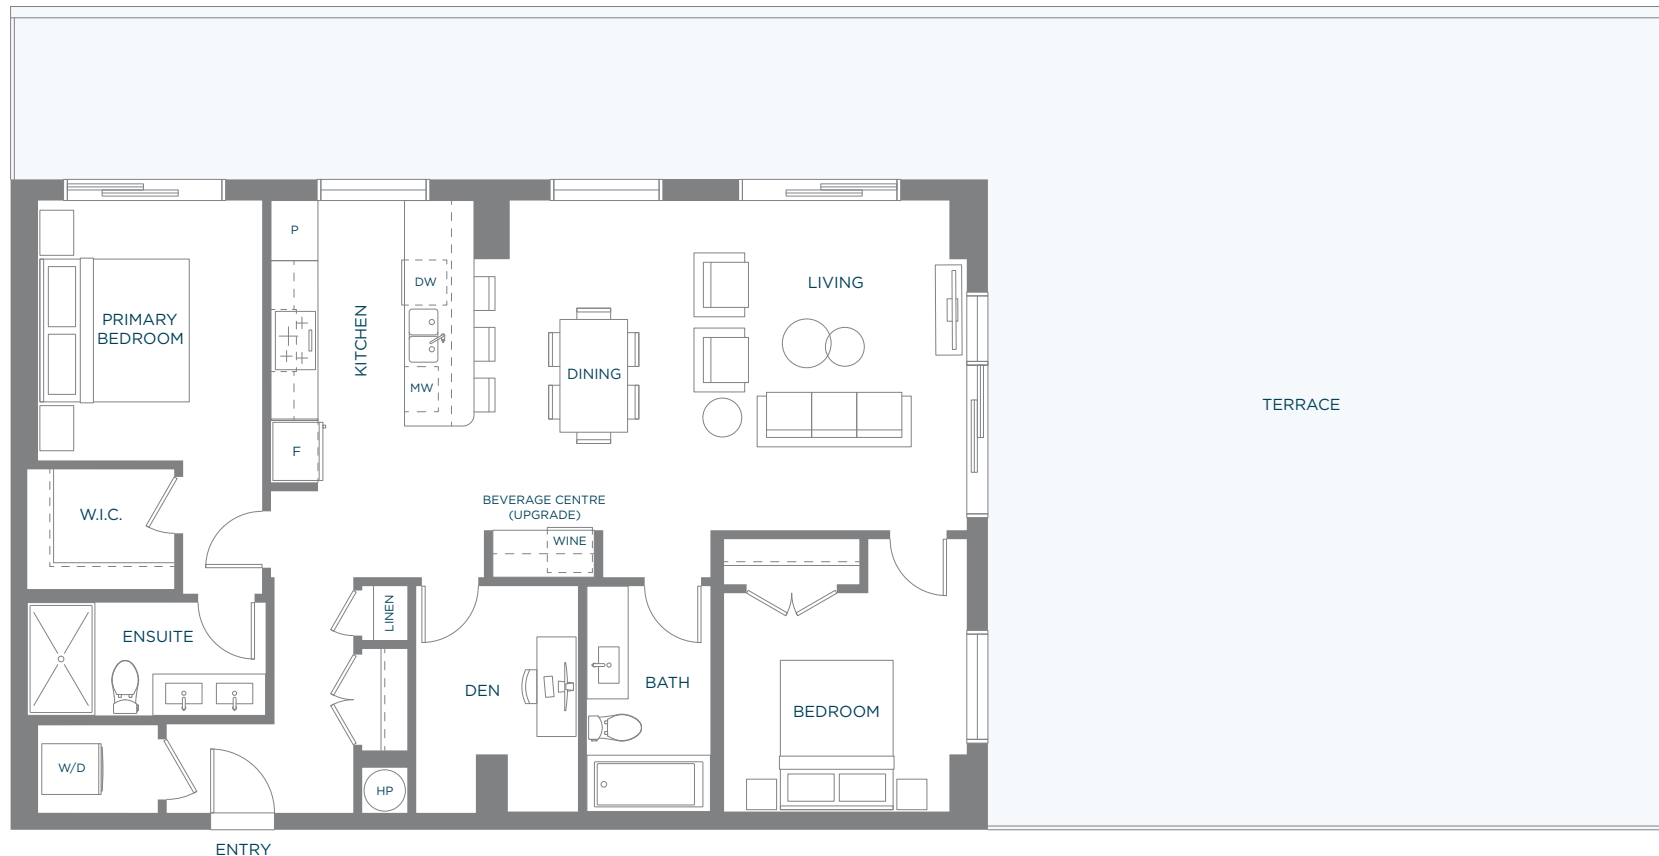 P
DW
LIVING
PRIMARY
BEDROOM
KITCHEN
DINING
MW
TERRACE
F
BEVERAGE CENTRE
(UPGRADE)
W.I.C.
WINE
LINEN
ENSUITE
DEN
BATH
BEDROOM
W/D
HP
ENTRY